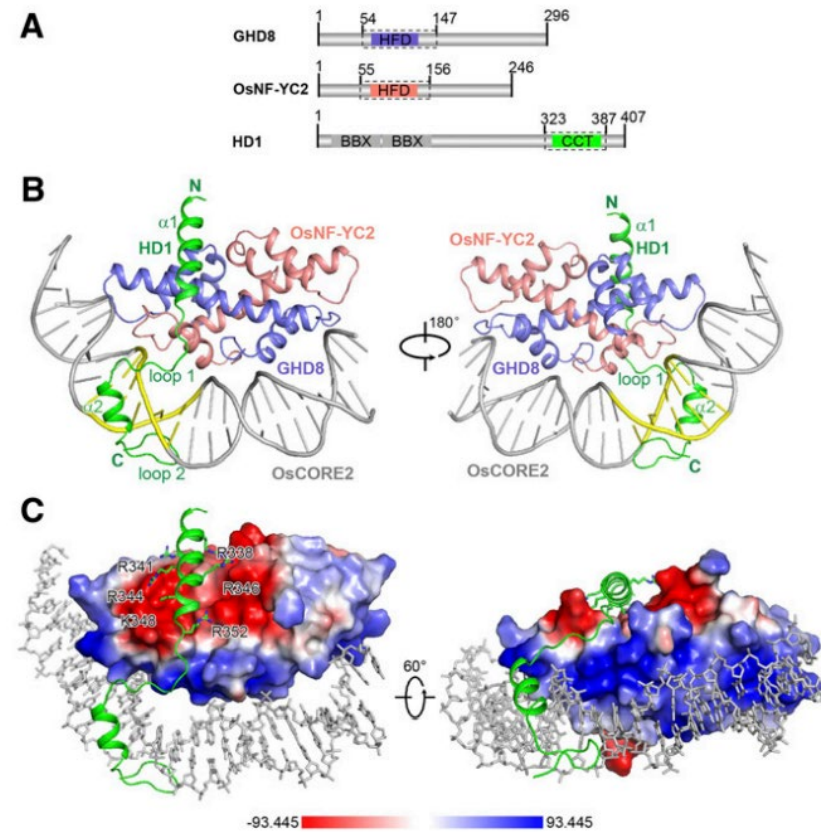 A
1 54 147 296
GHD8 HFD
1 55 156 246
OsNF-YC2 HFD
1 323 387 407
HD1 BBX BBX CCT
B
N
α1
HD1
OsNF-YC2
GHD8
loop 1
α2
C
loop 2
OsCORE2
180°
N
α1
OsNF-YC2
HD1
GHD8
loop 1
α2
OsCORE2
C
C
R341 R338
R344 R346
K348
R352
60°
-93.445 93.445